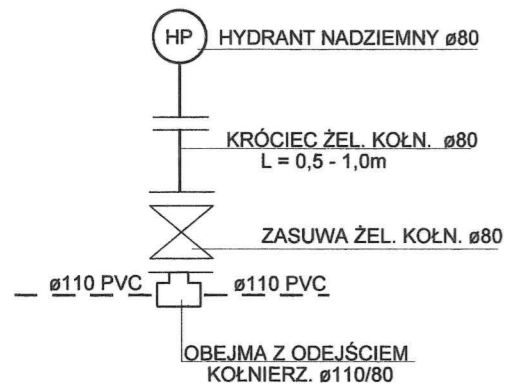 HP HYDRANT NADZIEMNY ø80
KRÓCIEC ŻEL. KOŁN. ø80
L = 0,5 - 1,0m
ZASUWA ŻEL. KOŁN. ø80
ø110 PVC ø110 PVC
OBEJMA Z ODEJŚCIEM
KOŁNIERZ. ø110/80